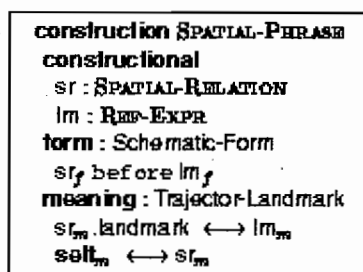 construction SPATIAL-PHRASE
constructional
sr : SPATIAL-RELATION
lm : REF-EXPR
form : Schematic-Form
srf before lmf
meaning : Trajector-Landmark
srm.landmark ⟷ lmm
selfm ⟷ srm